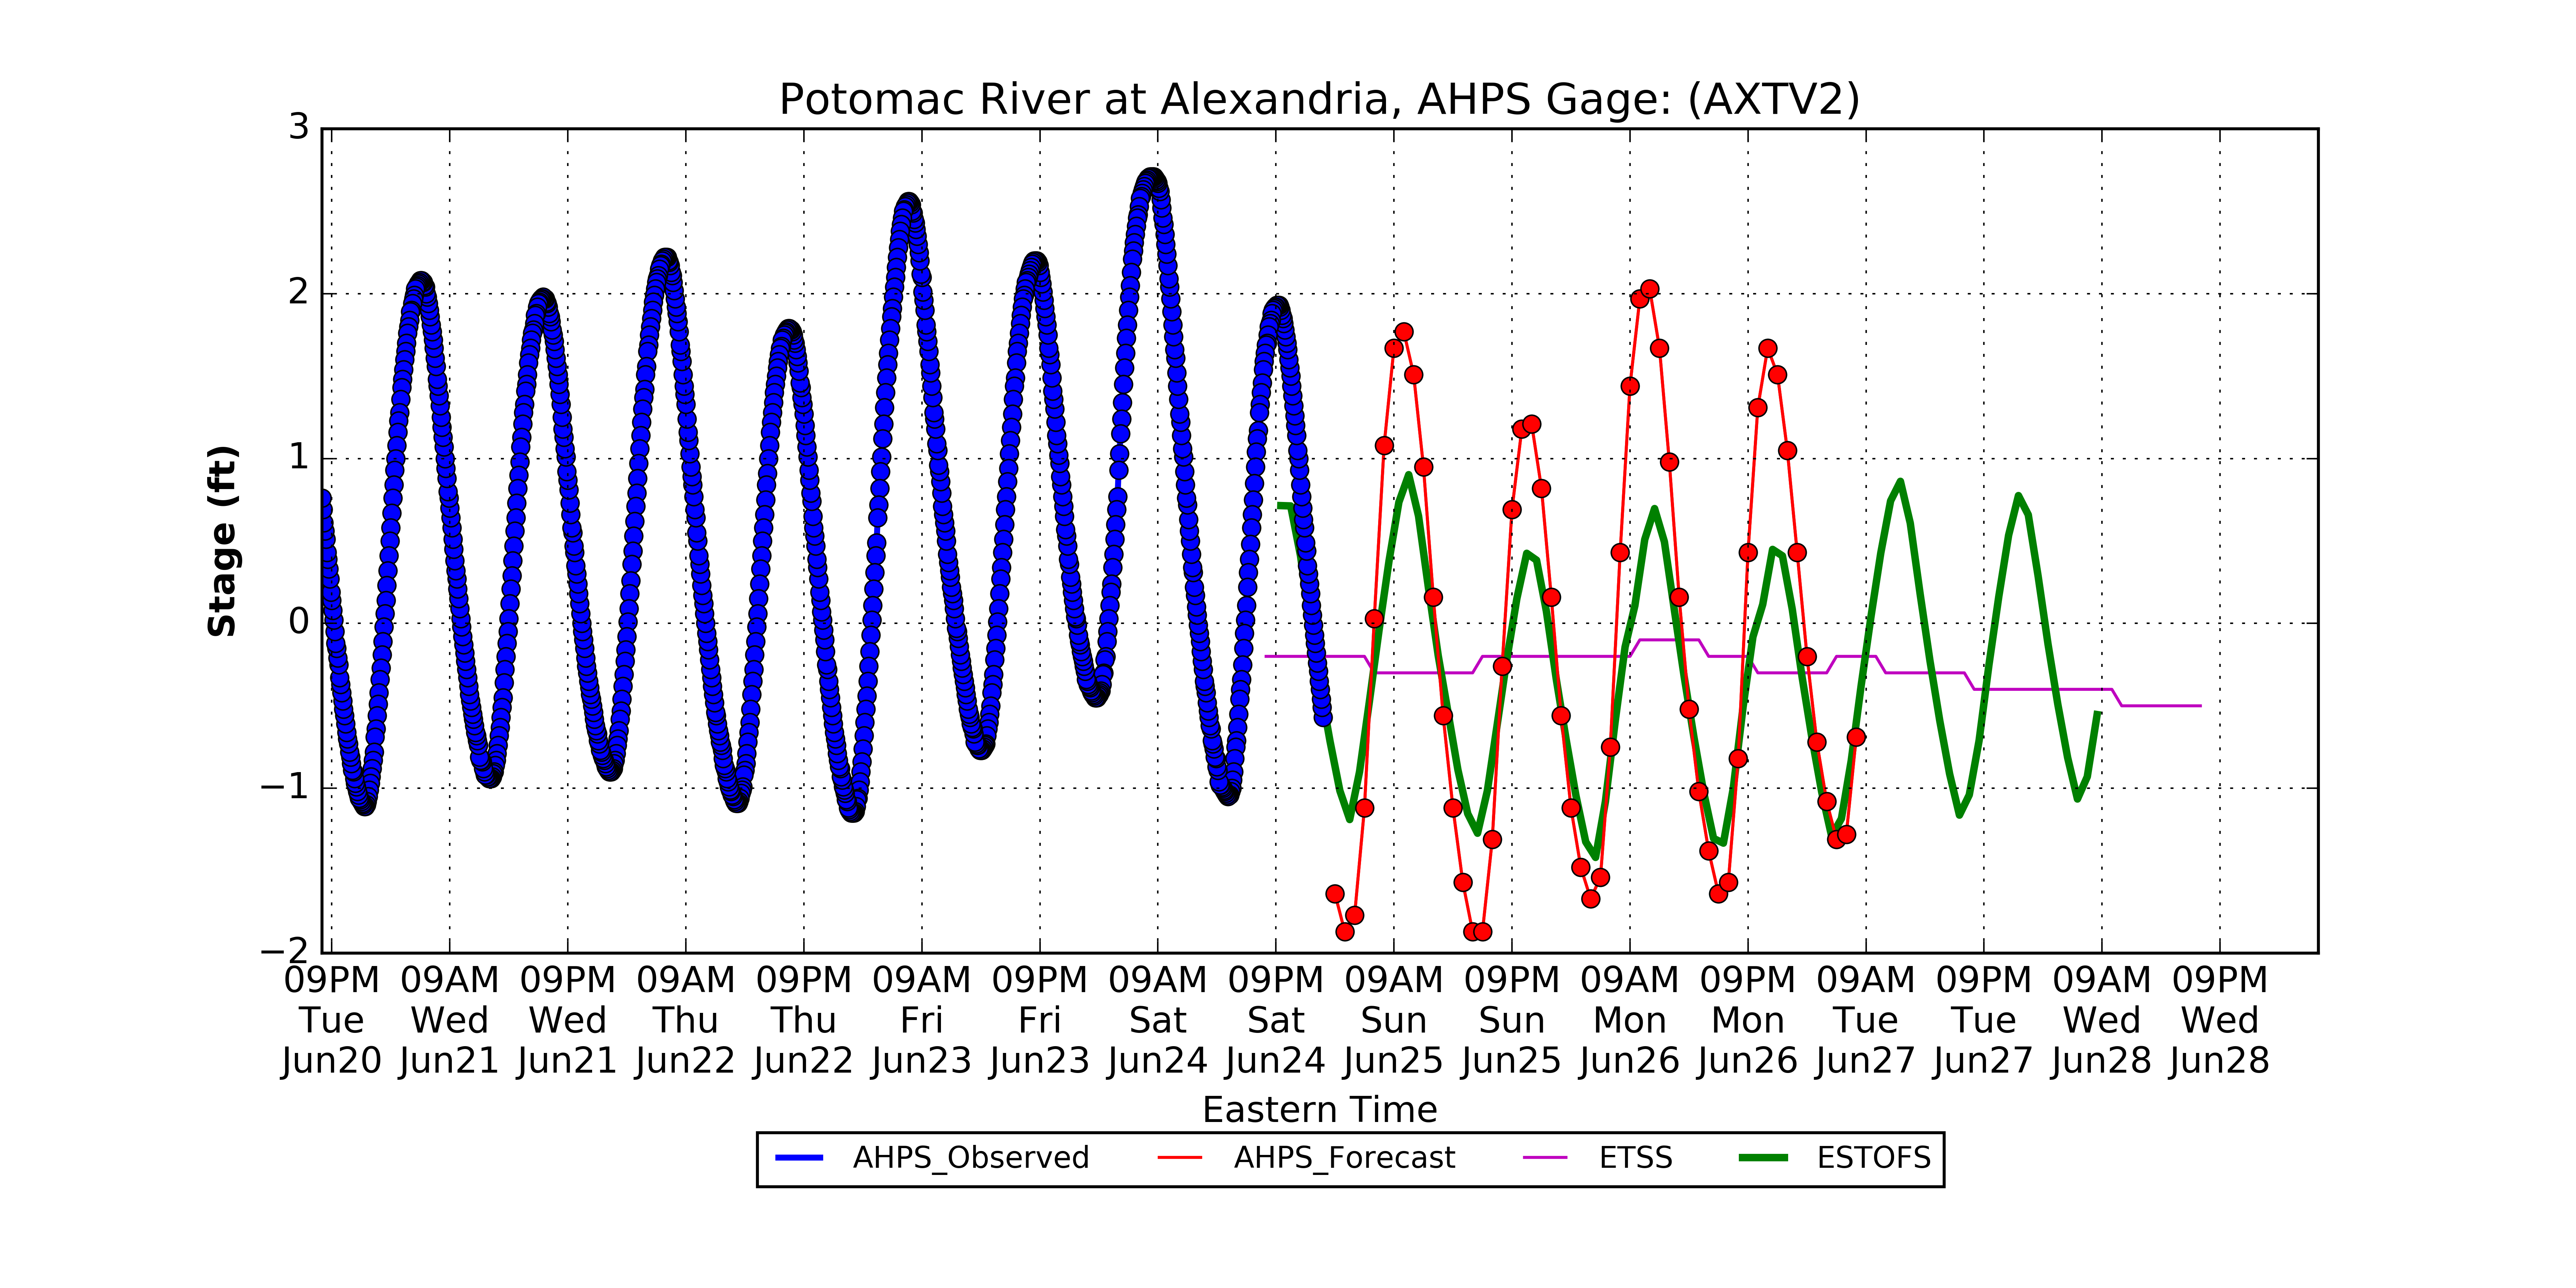 Potomac River at Alexandria, AHPS Gage: (AXTV2)
3
2
1
0
−1
−2
Stage (ft)
09PM 09AM 09PM 09AM 09PM 09AM 09PM 09AM 09PM 09AM 09PM 09AM 09PM 09AM 09PM 09AM 09PM
Tue Wed Wed Thu Thu Fri Fri Sat Sat Sun Sun Mon Mon Tue Tue Wed Wed
Jun20 Jun21 Jun21 Jun22 Jun22 Jun23 Jun23 Jun24 Jun24 Jun25 Jun25 Jun26 Jun26 Jun27 Jun27 Jun28 Jun28
Eastern Time
AHPS_Observed AHPS_Forecast ETSS ESTOFS